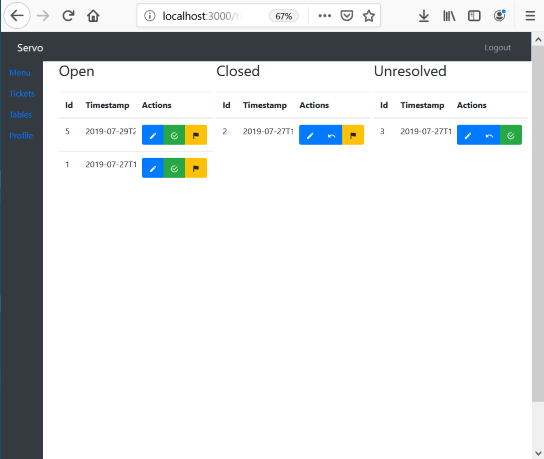 localhost:3000/t
67%
Servo
Logout
Menu
Tickets
Tables
Profile
Open
Id Timestamp Actions
5 2019-07-29T2
1 2019-07-27T1
Closed
Id Timestamp Actions
2 2019-07-27T1
Unresolved
Id Timestamp Actions
3 2019-07-27T1